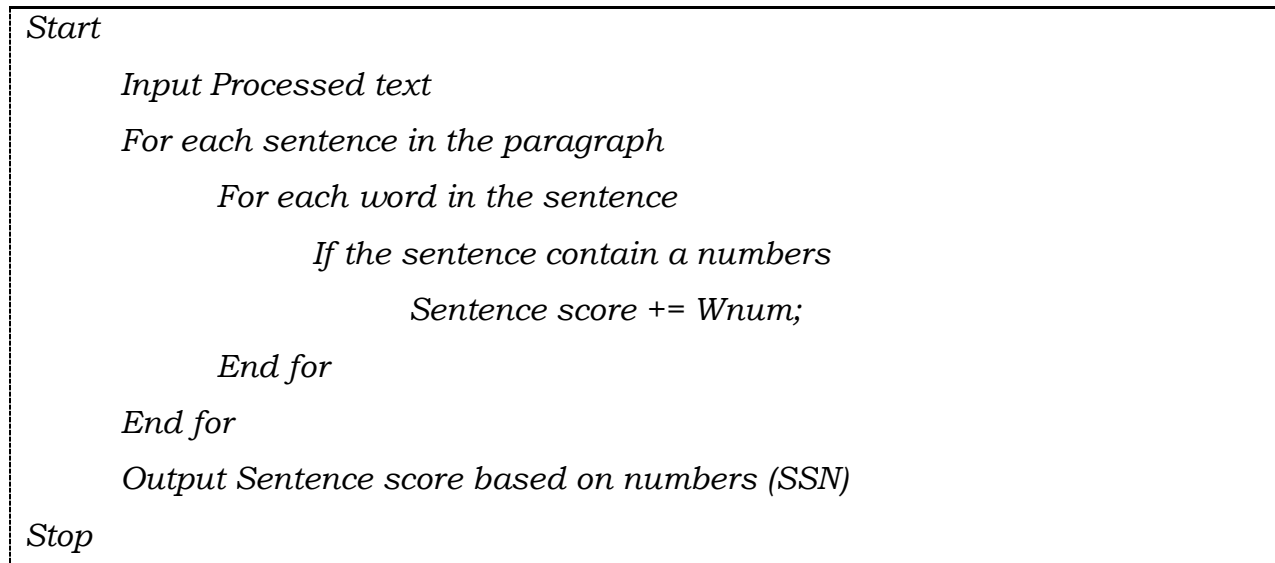 Start
Input Processed text
For each sentence in the paragraph
For each word in the sentence
If the sentence contain a numbers
Sentence score += Wnum;
End for
End for
Output Sentence score based on numbers (SSN)
Stop